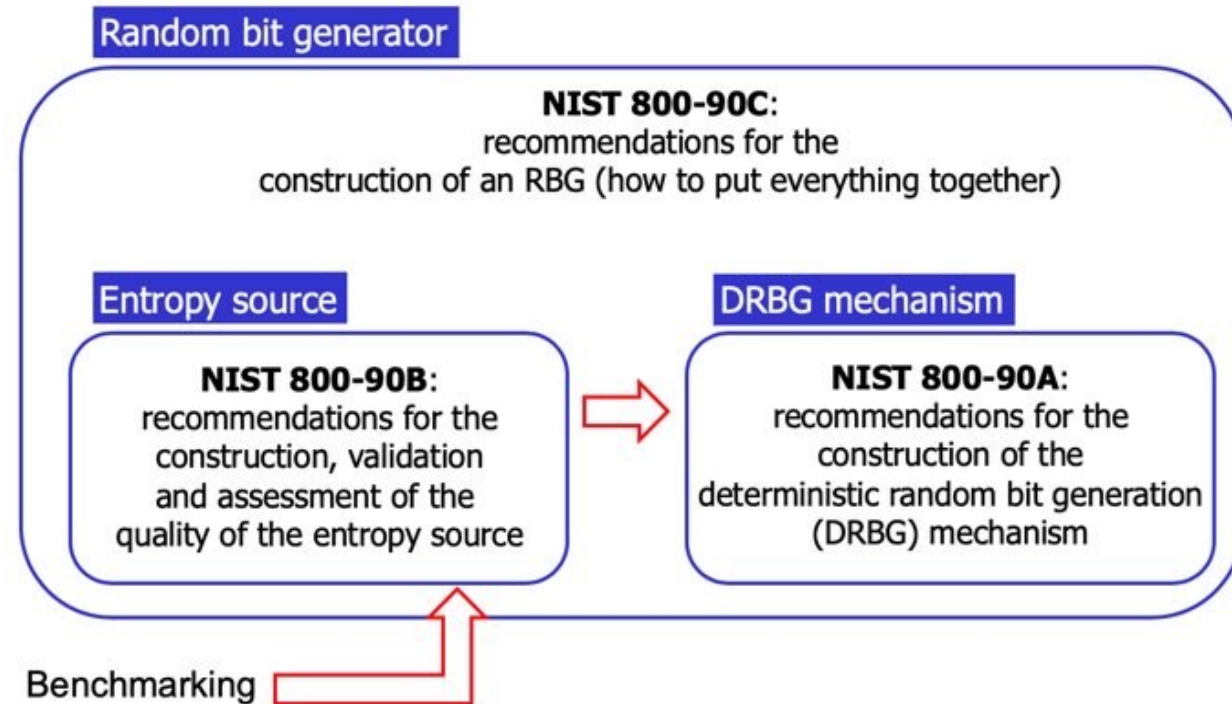 Random bit generator
NIST 800-90C:
recommendations for the
construction of an RBG (how to put everything together)
Entropy source
NIST 800-90B:
recommendations for the
construction, validation
and assessment of the
quality of the entropy source
DRBG mechanism
NIST 800-90A:
recommendations for the
construction of the
deterministic random bit generation
(DRBG) mechanism
Benchmarking